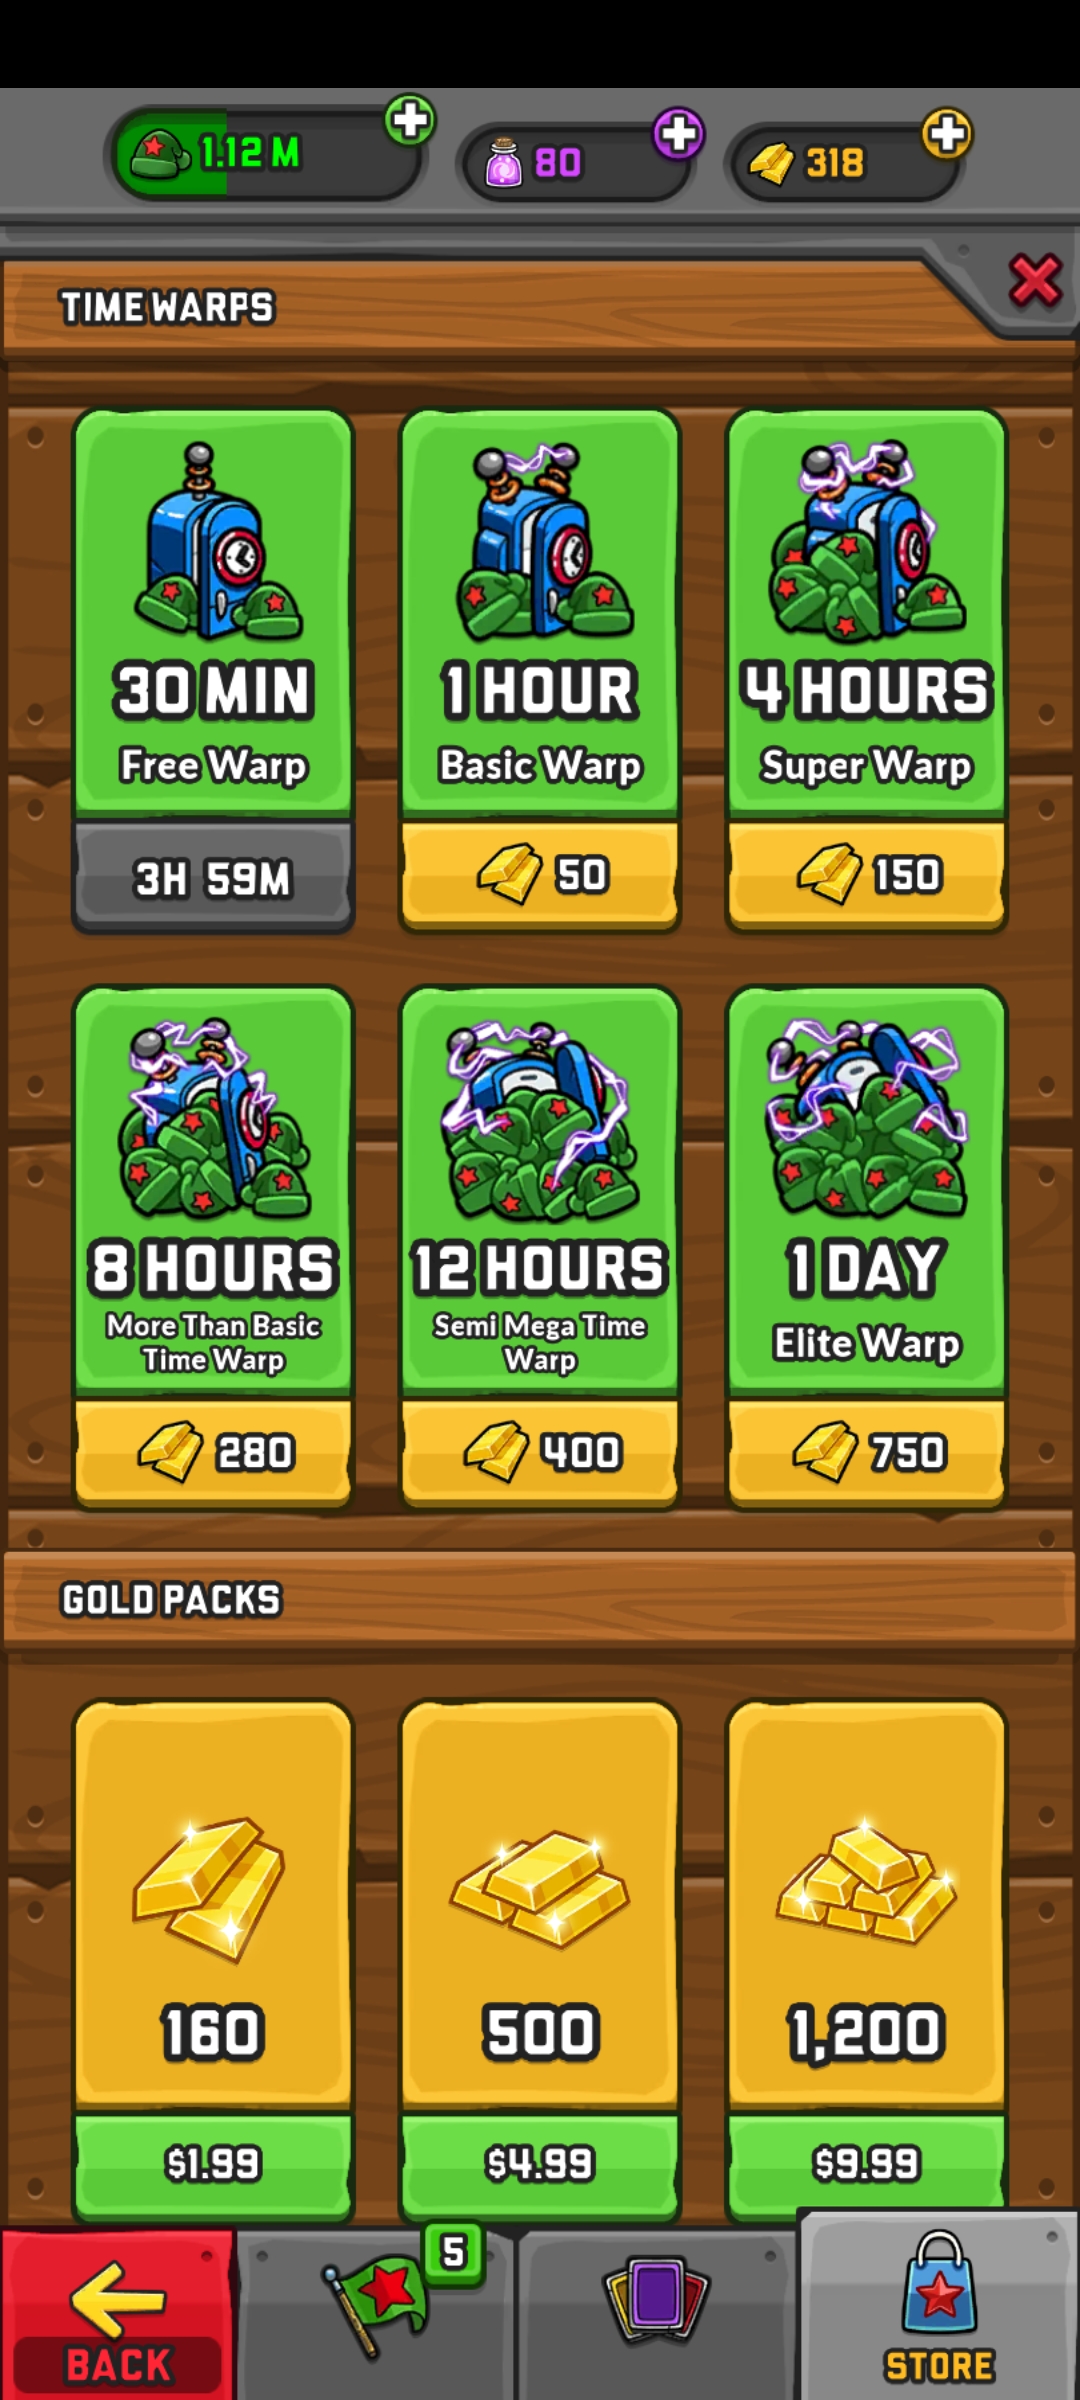 1.12 M
80
318
TIME WARPS
30 MIN
Free Warp
3H 59M
1 HOUR
Basic Warp
50
4 HOURS
Super Warp
150
8 HOURS
More Than Basic
Time Warp
280
12 HOURS
Semi Mega Time
Warp
400
1 DAY
Elite Warp
750
GOLD PACKS
160
$1.99
500
$4.99
1,200
$9.99
BACK
5
STORE